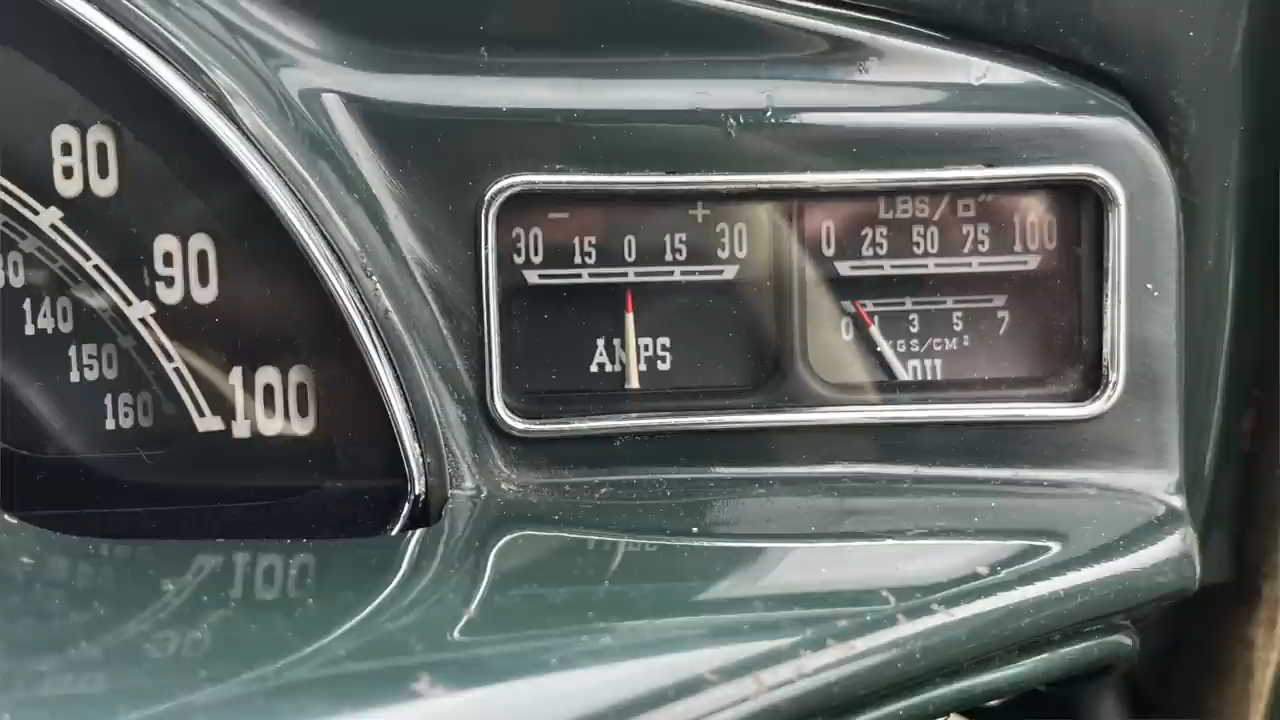 80
90
100
140
150
160
− +
30 15 0 15 30
AMPS
LBS/□"
0 25 50 75 100
0 1 3 5 7
KGS/CM²
OIL